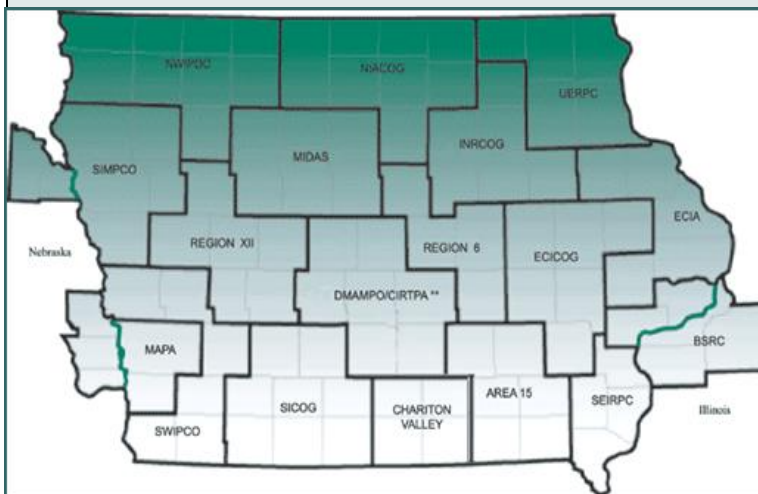 NWIPDC
NIACOG
UERPC
SIMPCO
MIDAS
INRCOG
ECIA
REGION XII
REGION 6
ECICOG
Nebraska
DMAMPO/CIRTPA **
MAPA
BSRC
SICOG
CHARITON
VALLEY
AREA 15
SEIRPC
Illinois
SWIPCO